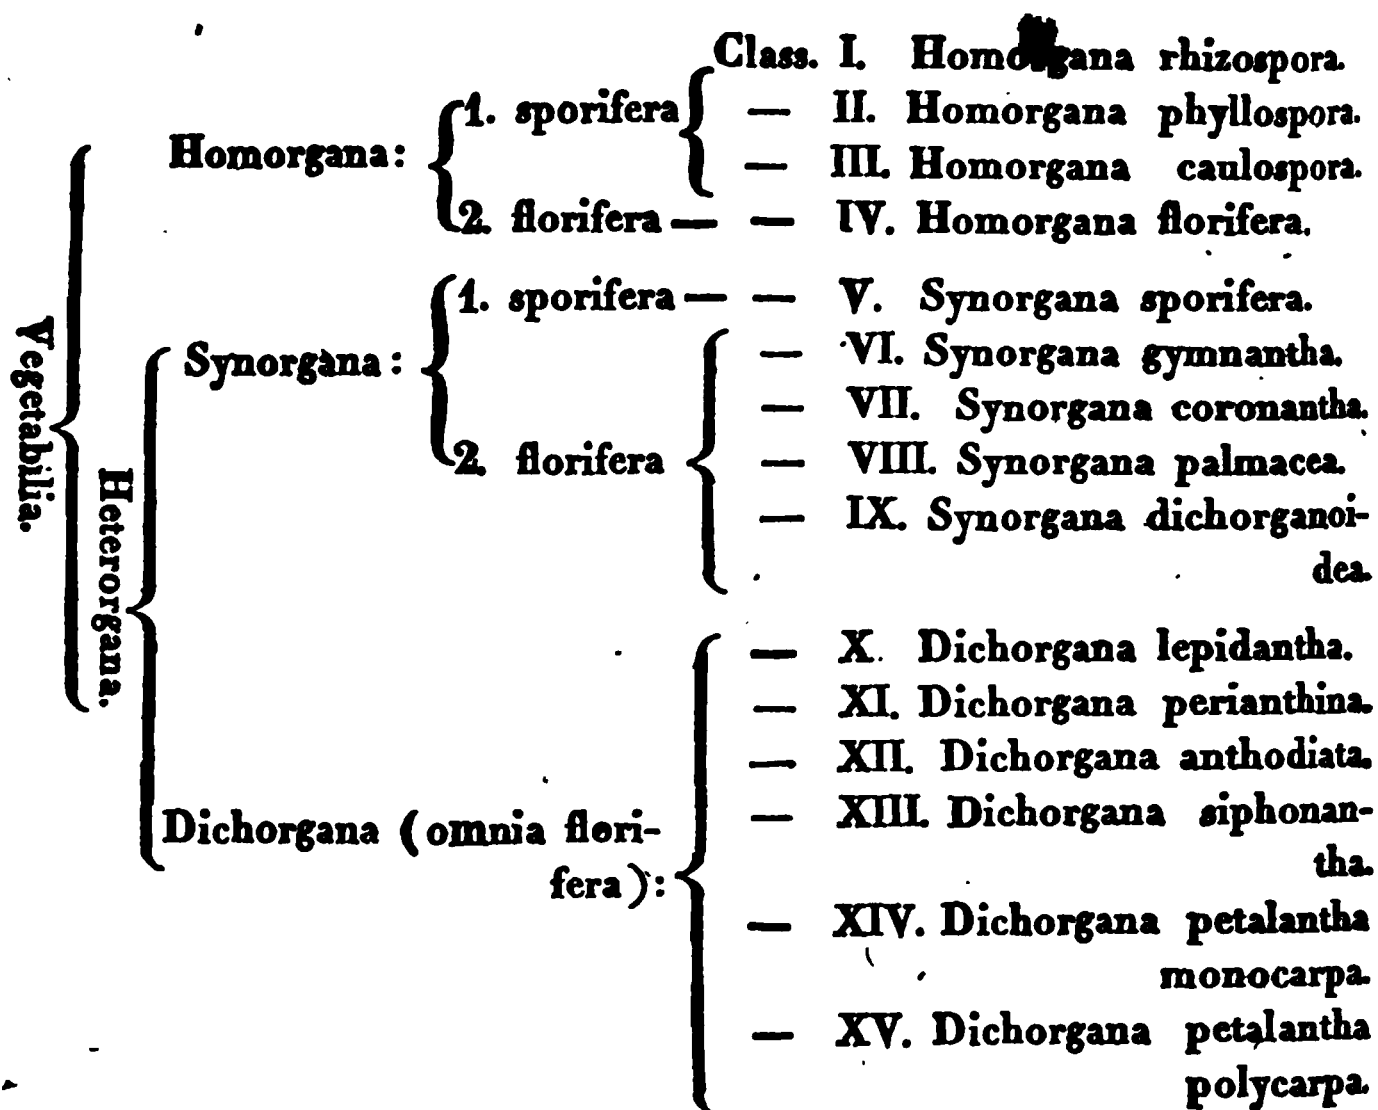 Class. I. Homorgana rhizospora.
1. sporifera — II. Homorgana phyllospora.
Homorgana:
— III. Homorgana caulospora.
2. florifera — — IV. Homorgana florifera.
1. sporifera — — V. Synorgana sporifera.
Synorgana: — VI. Synorgana gymnantha.
— VII. Synorgana coronantha.
2. florifera — VIII. Synorgana palmacea.
— IX. Synorgana dichorganoi-
dea.
Vegetabilia.
Heterorgana.
— X. Dichorgana lepidantha.
— XI. Dichorgana perianthina.
— XII. Dichorgana anthodiata.
— XIII. Dichorgana siphonan-
tha.
Dichorgana (omnia flori-
fera):
— XIV. Dichorgana petalantha
monocarpa.
— XV. Dichorgana petalantha
polycarpa.